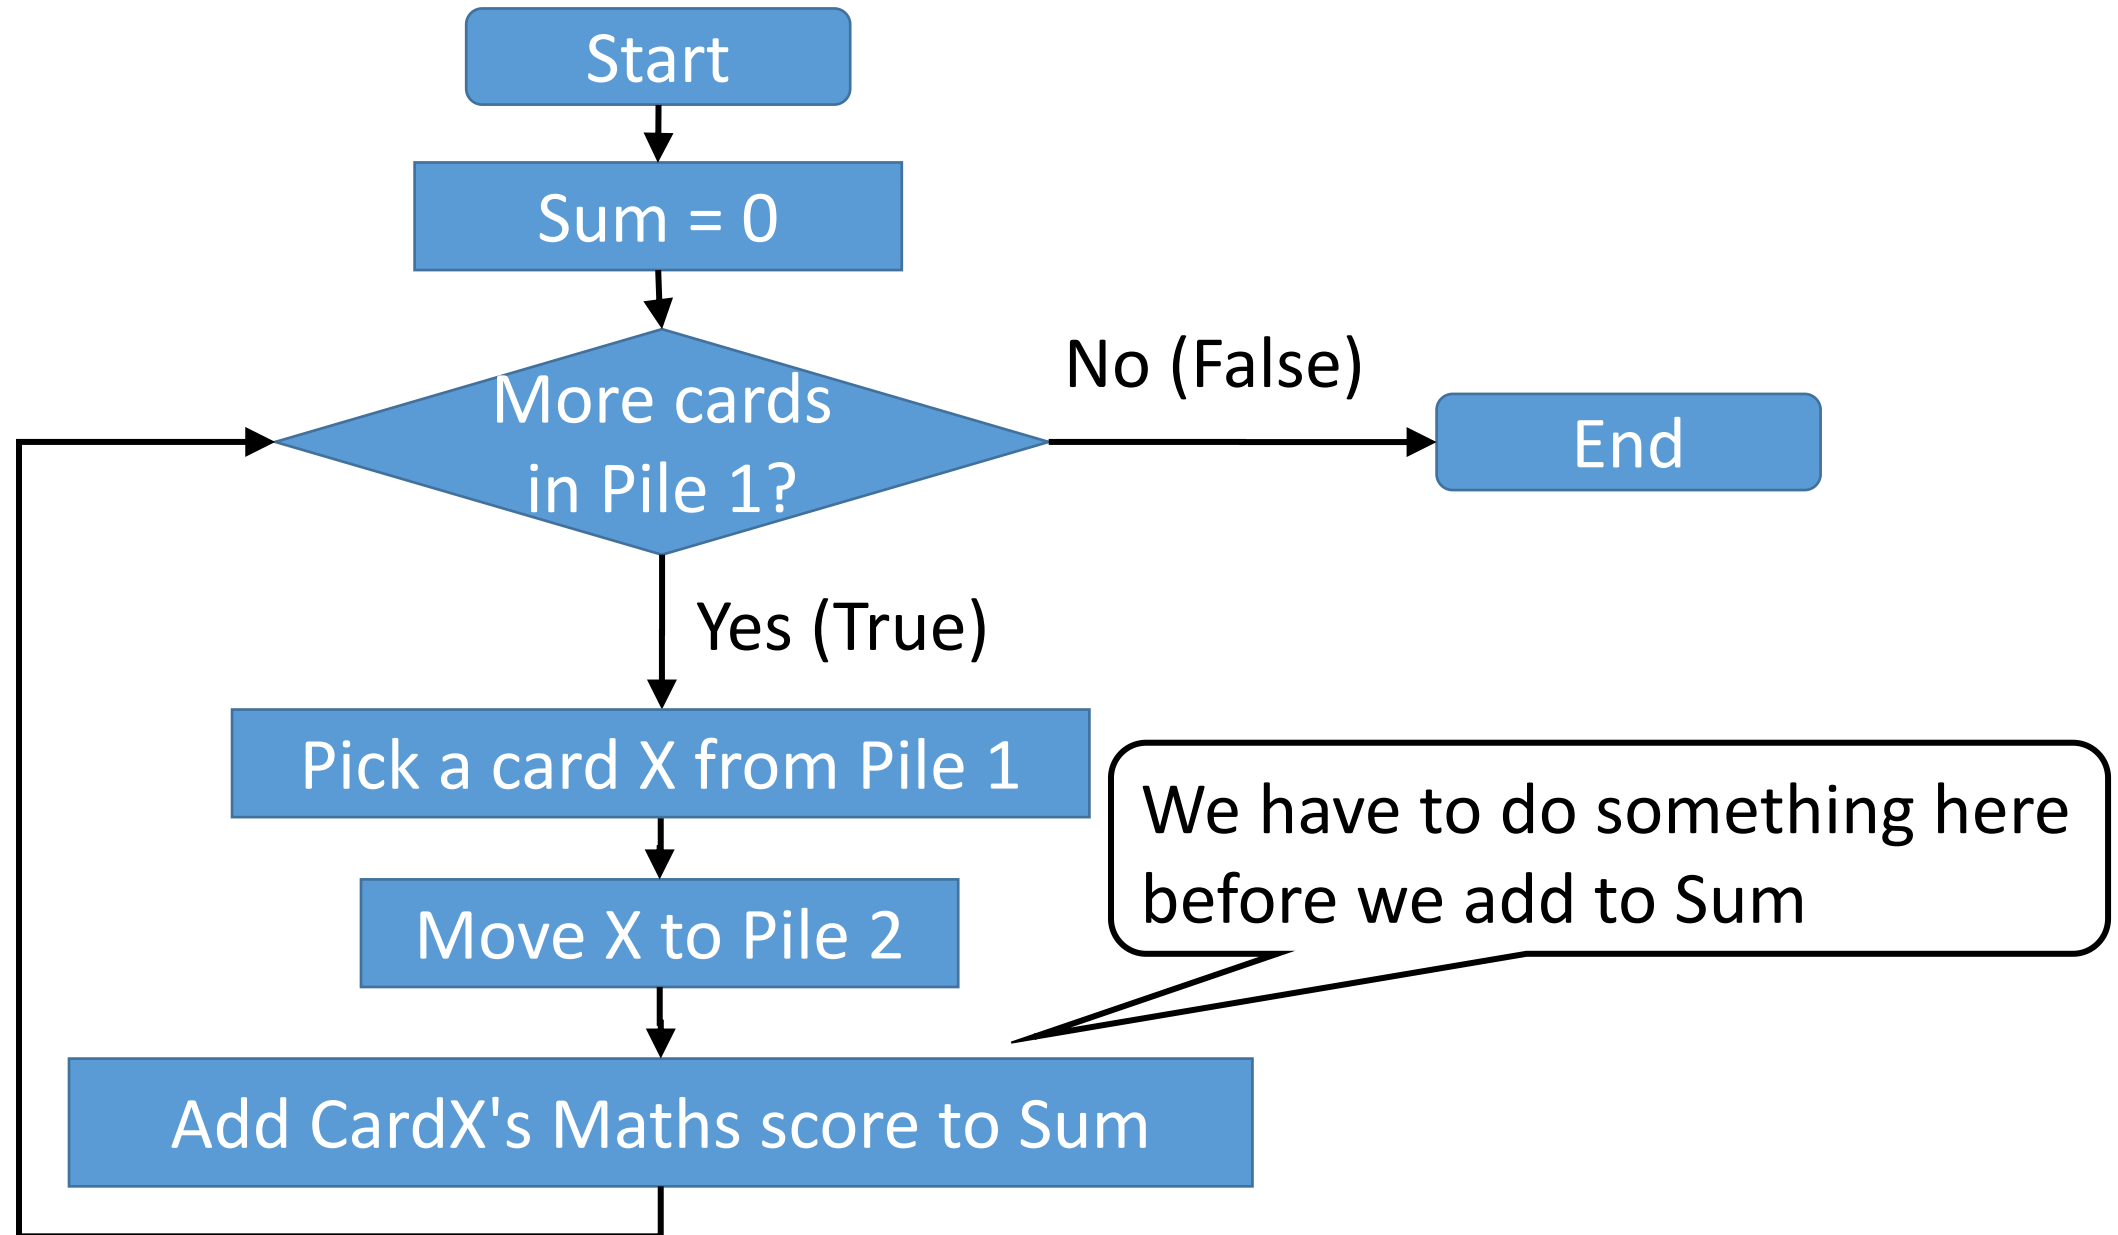 Start
Sum = 0
More cards
in Pile 1?
No (False)
End
Yes (True)
Pick a card X from Pile 1
We have to do something here
before we add to Sum
Move X to Pile 2
Add CardX's Maths score to Sum